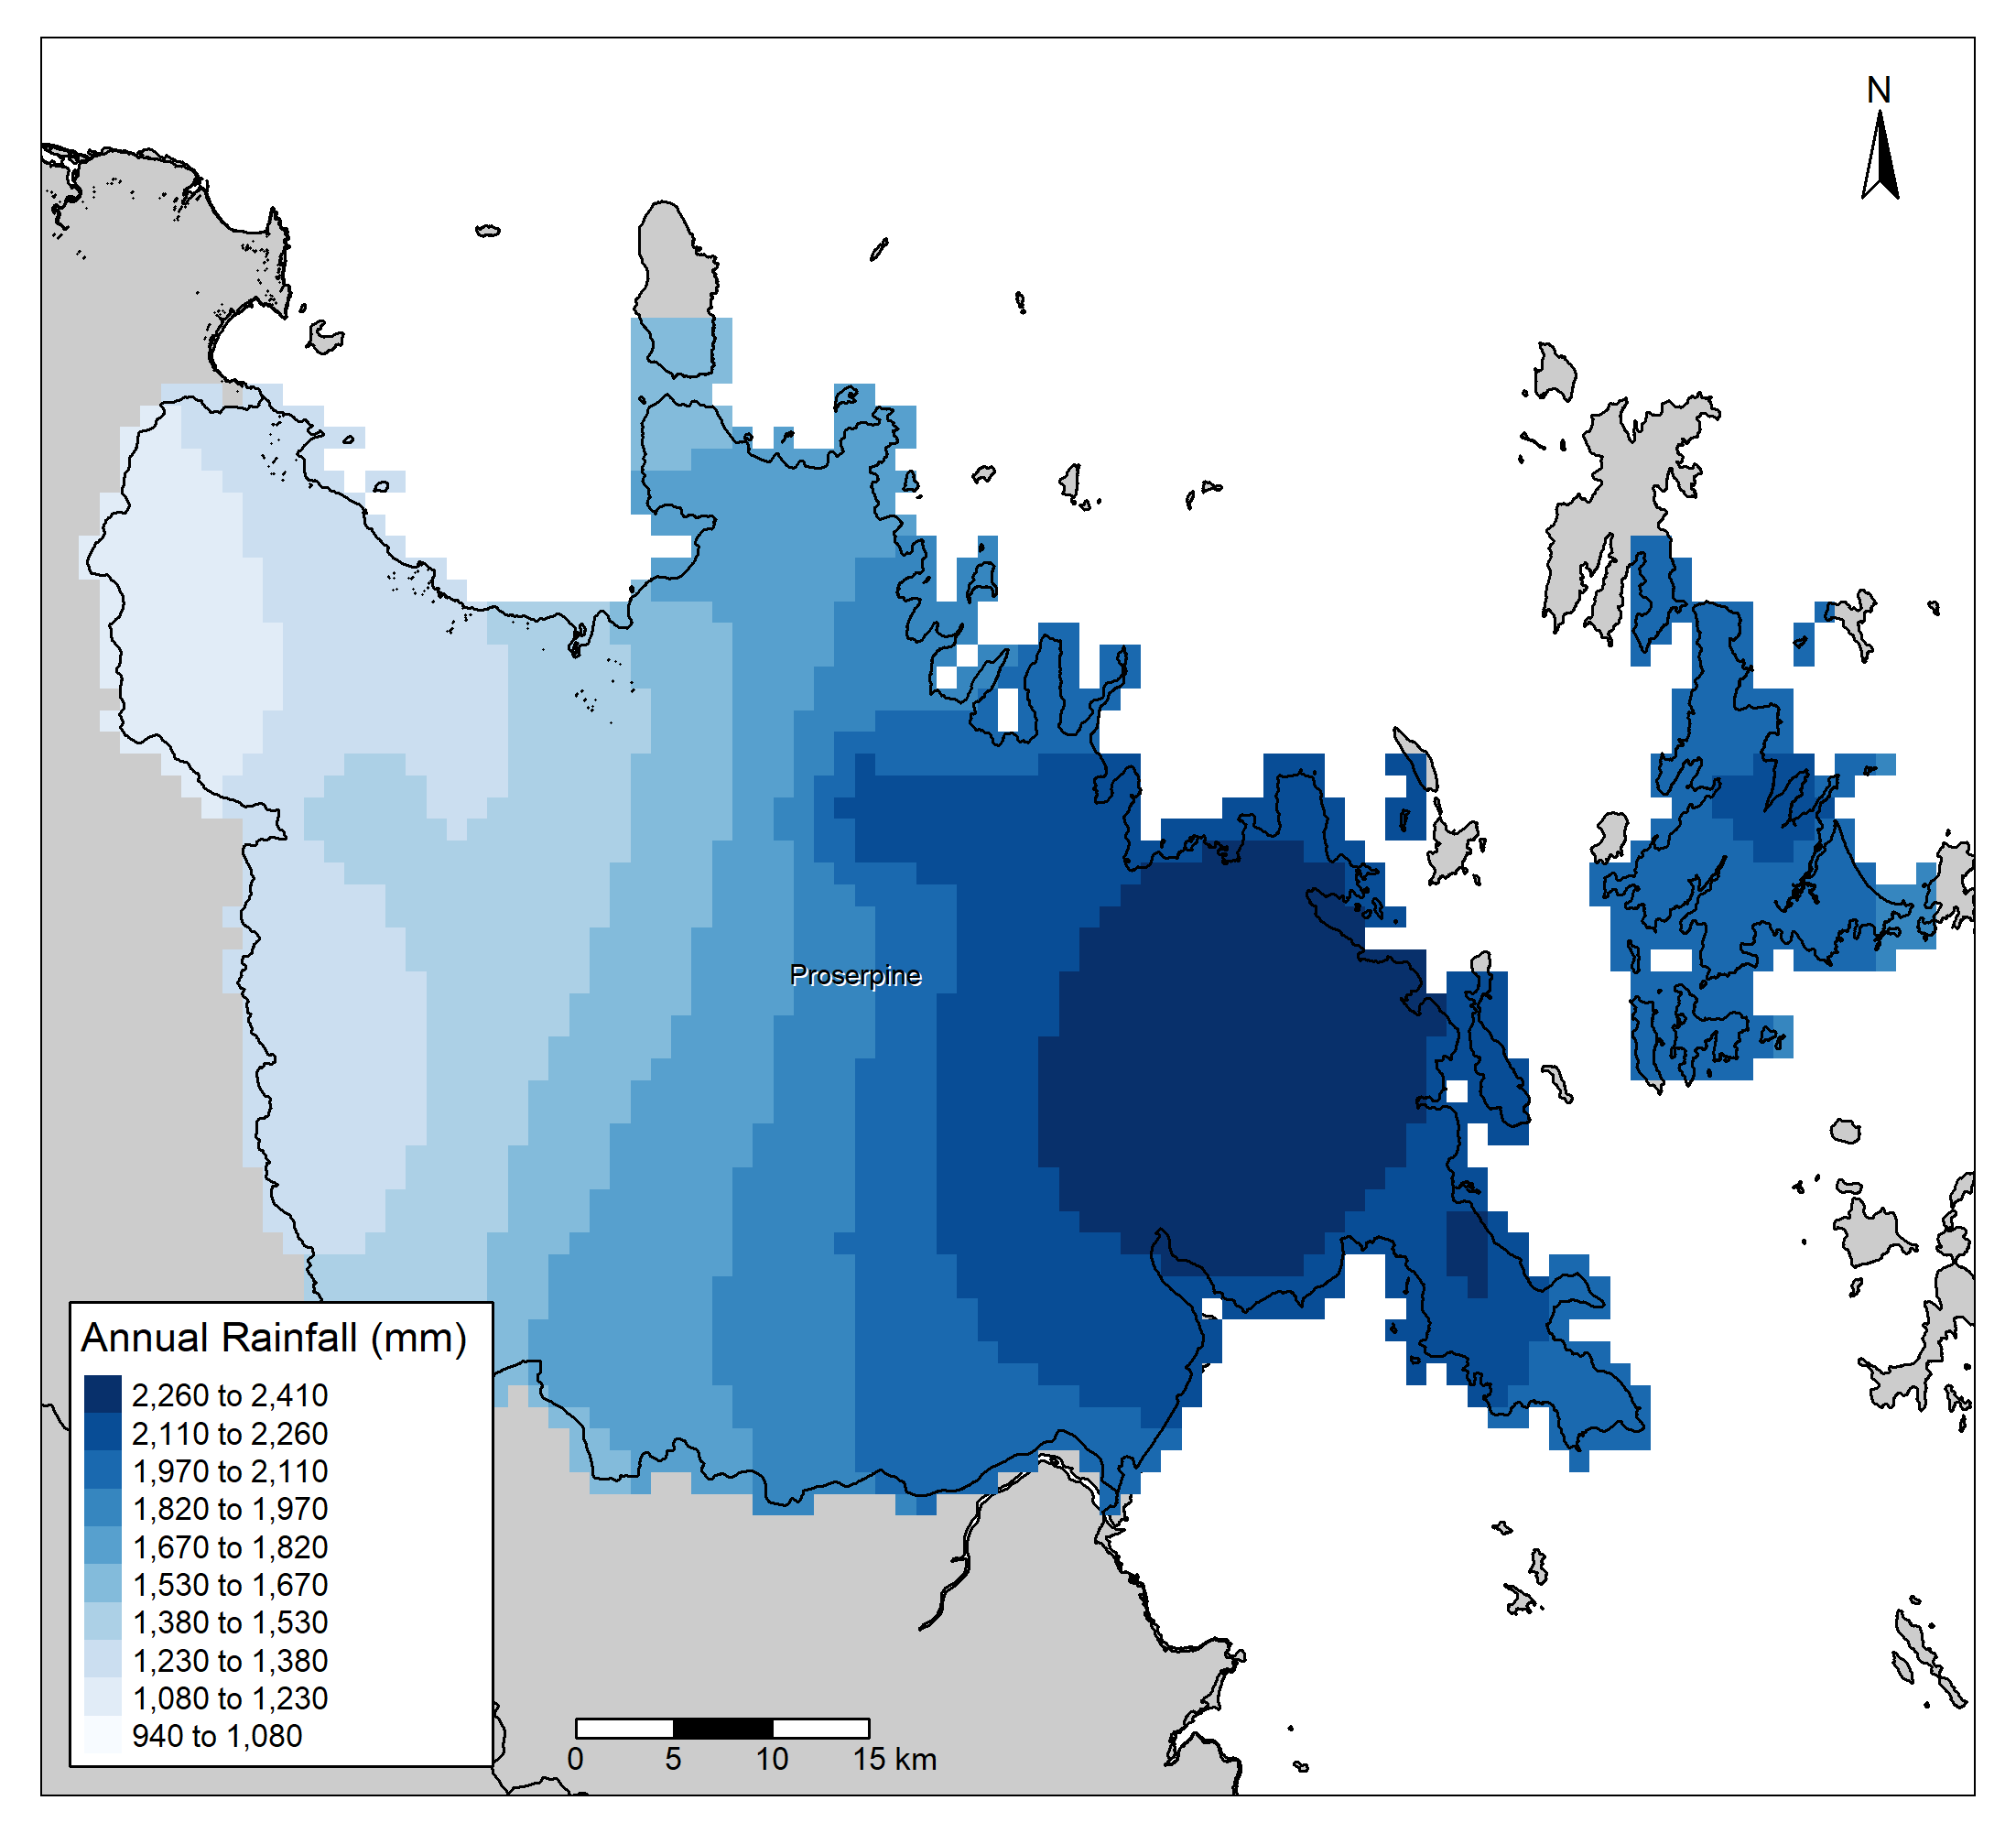 N
Proserpine
Annual Rainfall (mm)
2,260 to 2,410
2,110 to 2,260
1,970 to 2,110
1,820 to 1,970
1,670 to 1,820
1,530 to 1,670
1,380 to 1,530
1,230 to 1,380
1,080 to 1,230
940 to 1,080
0 5 10 15 km